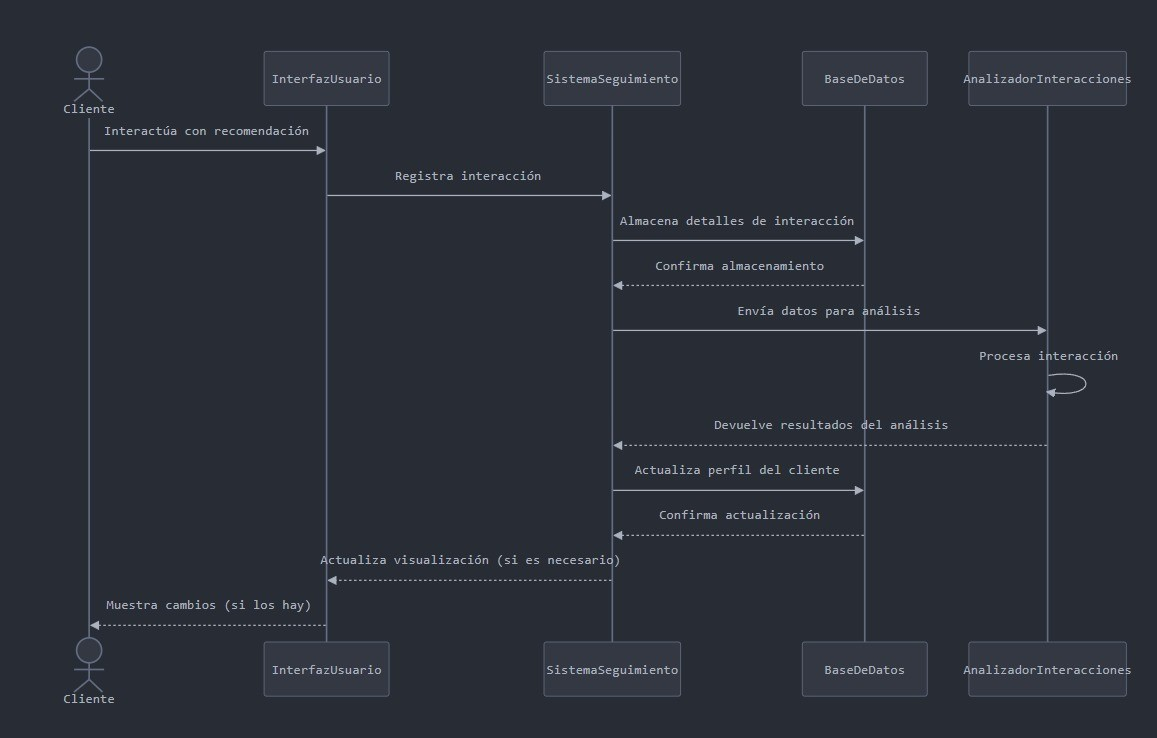 InterfazUsuario
SistemaSeguimiento
BaseDeDatos
AnalizadorInteracciones
Cliente
Interactúa con recomendación
Registra interacción
Almacena detalles de interacción
Confirma almacenamiento
Envía datos para análisis
Procesa interacción
Devuelve resultados del análisis
Actualiza perfil del cliente
Confirma actualización
Actualiza visualización (si es necesario)
Muestra cambios (si los hay)
InterfazUsuario
SistemaSeguimiento
BaseDeDatos
AnalizadorInteracciones
Cliente